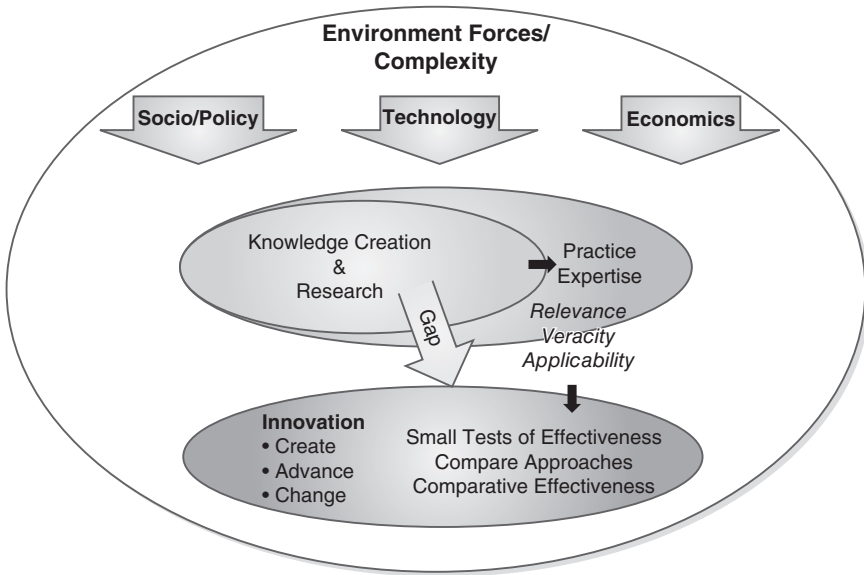 Environment Forces/
Complexity
Socio/Policy
Technology
Economics
Knowledge Creation
&
Research
Practice
Expertise
Gap
Relevance
Veracity
Applicability
Innovation
• Create
• Advance
• Change
Small Tests of Effectiveness
Compare Approaches
Comparative Effectiveness